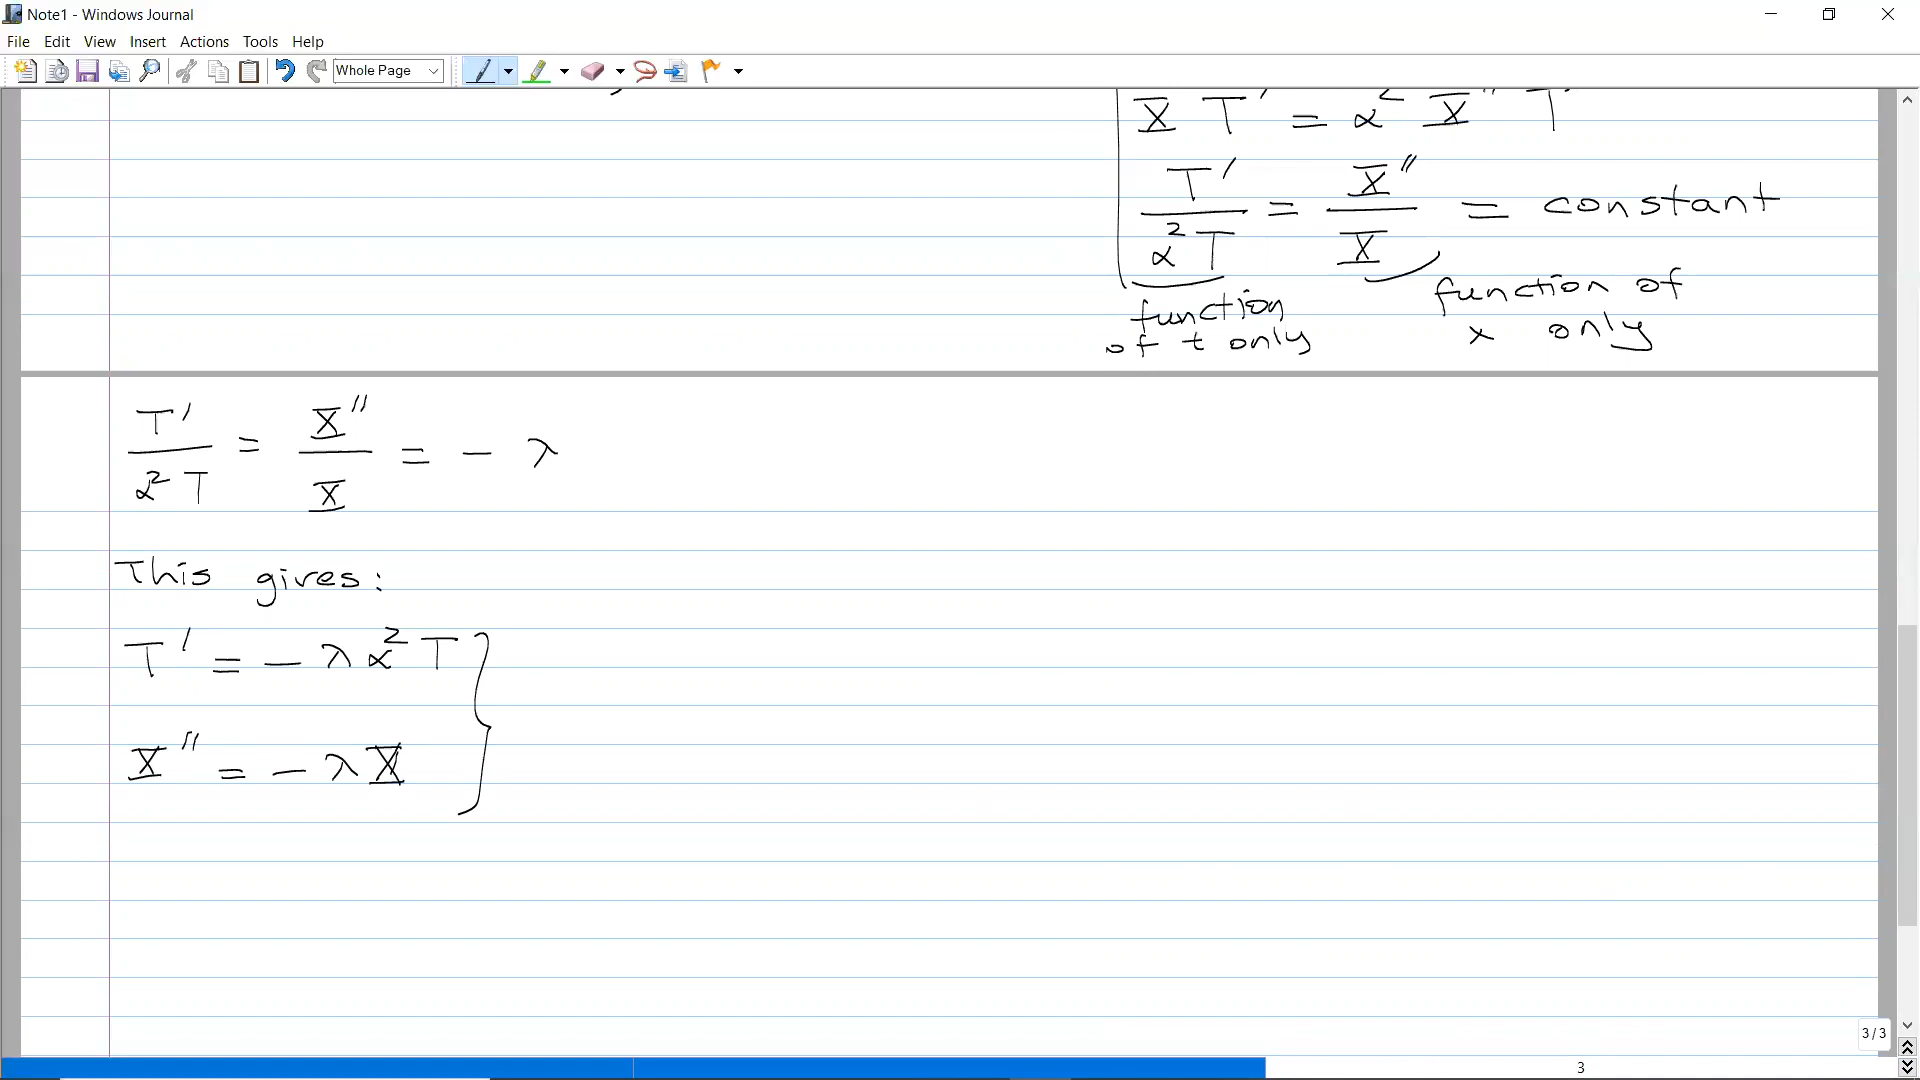 Note1 - Windows Journal
File Edit View Insert Actions Tools Help
Whole Page
X T' = α² X'' T
T' / α² T = X'' / X = constant
function of t only
function of x only
T' / α² T = X'' / X = - λ
This gives:
T' = - λ α² T
X'' = - λ X
3 / 3
3